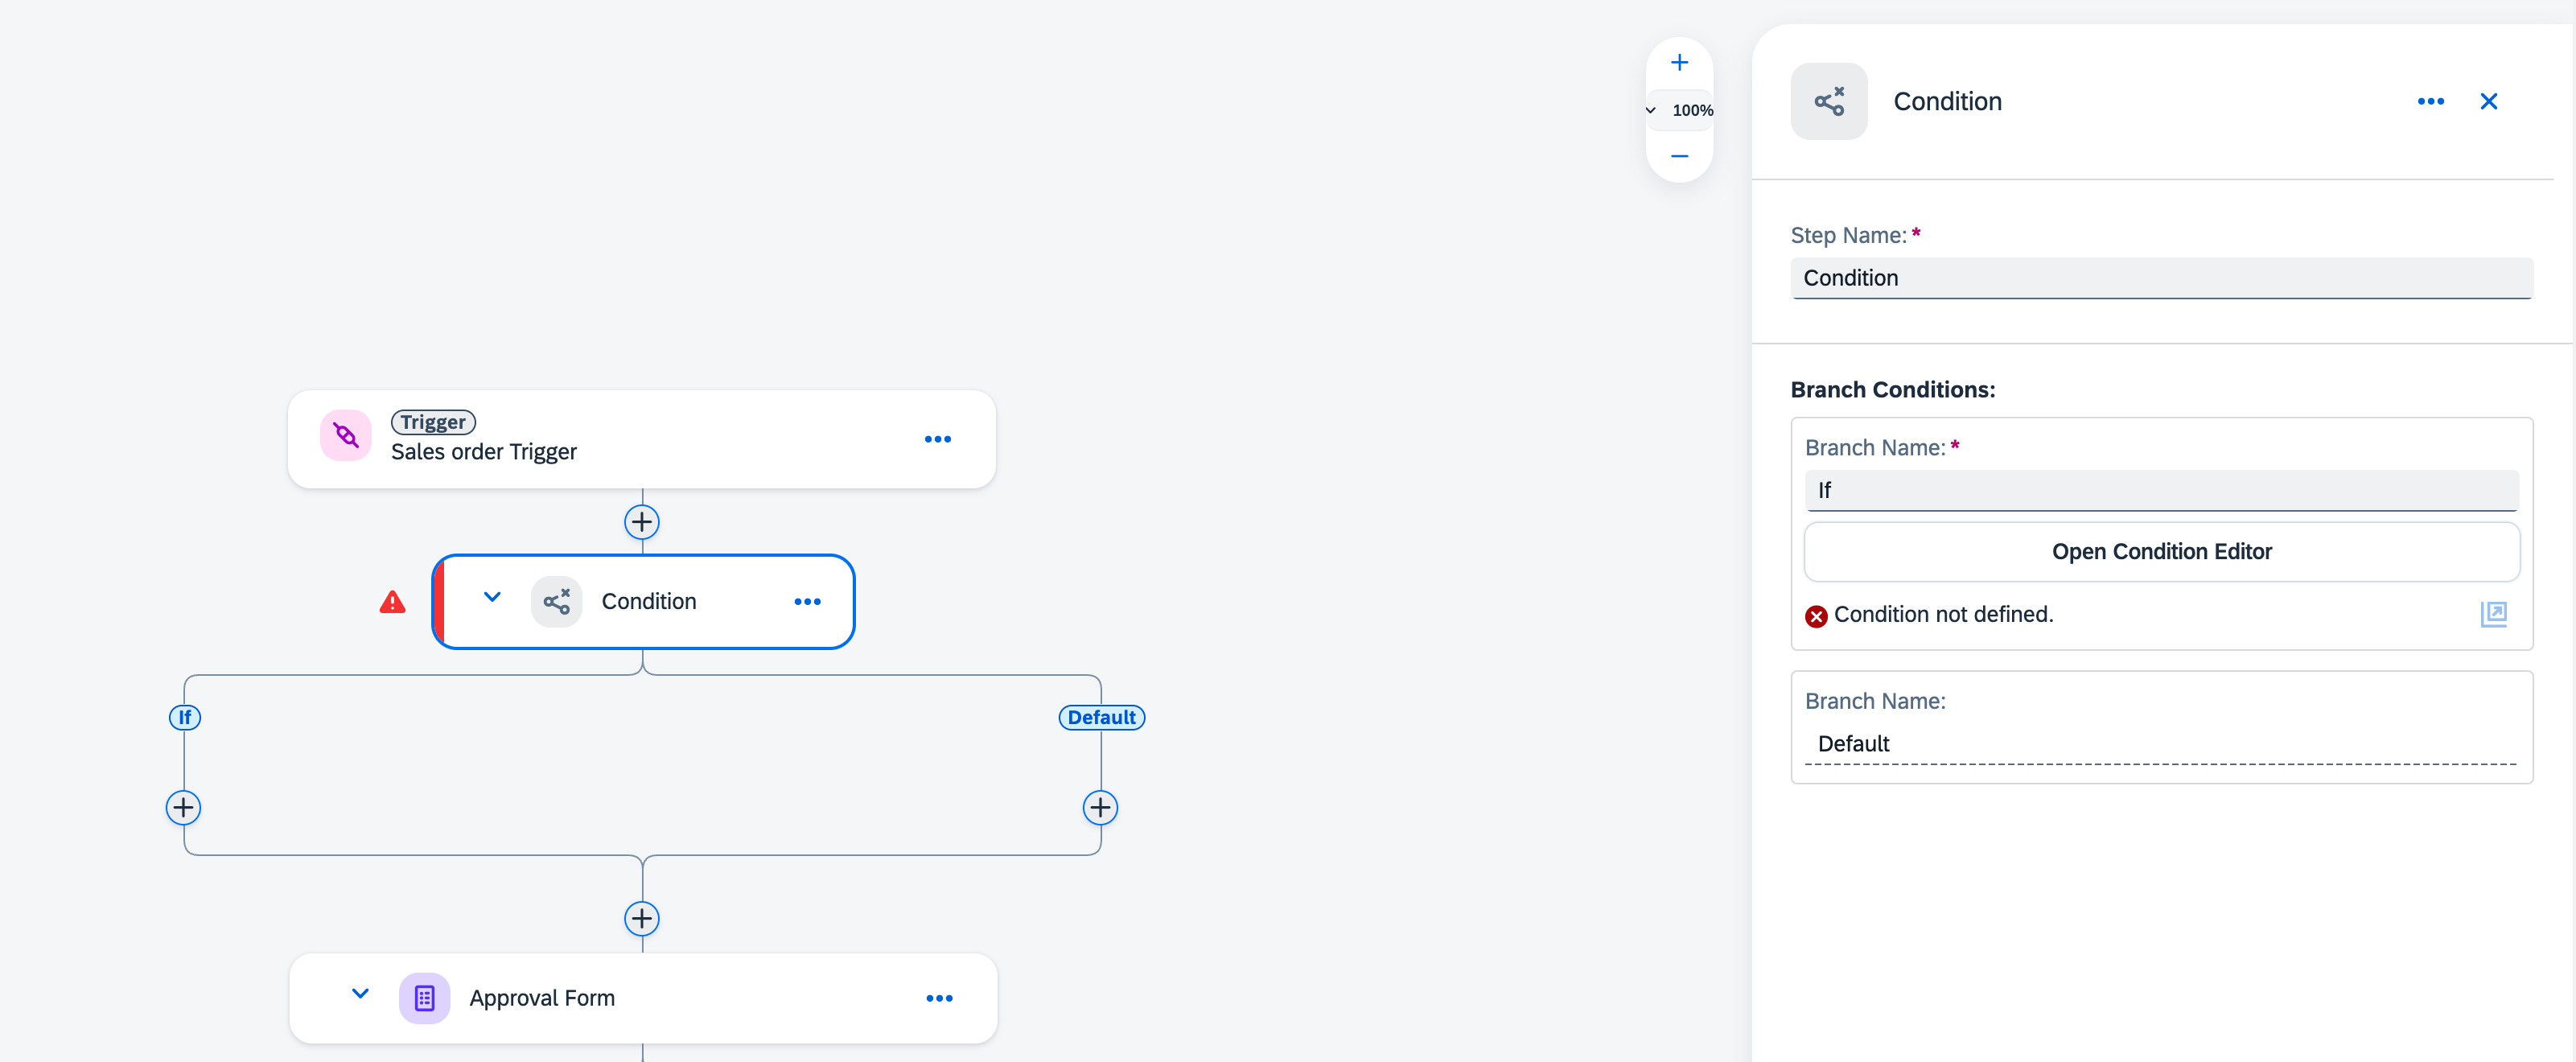 Trigger
Sales order Trigger
Condition
If
Default
Approval Form
100%
Condition
Step Name:*
Condition
Branch Conditions:
Branch Name:*
If
Open Condition Editor
Condition not defined.
Branch Name:
Default